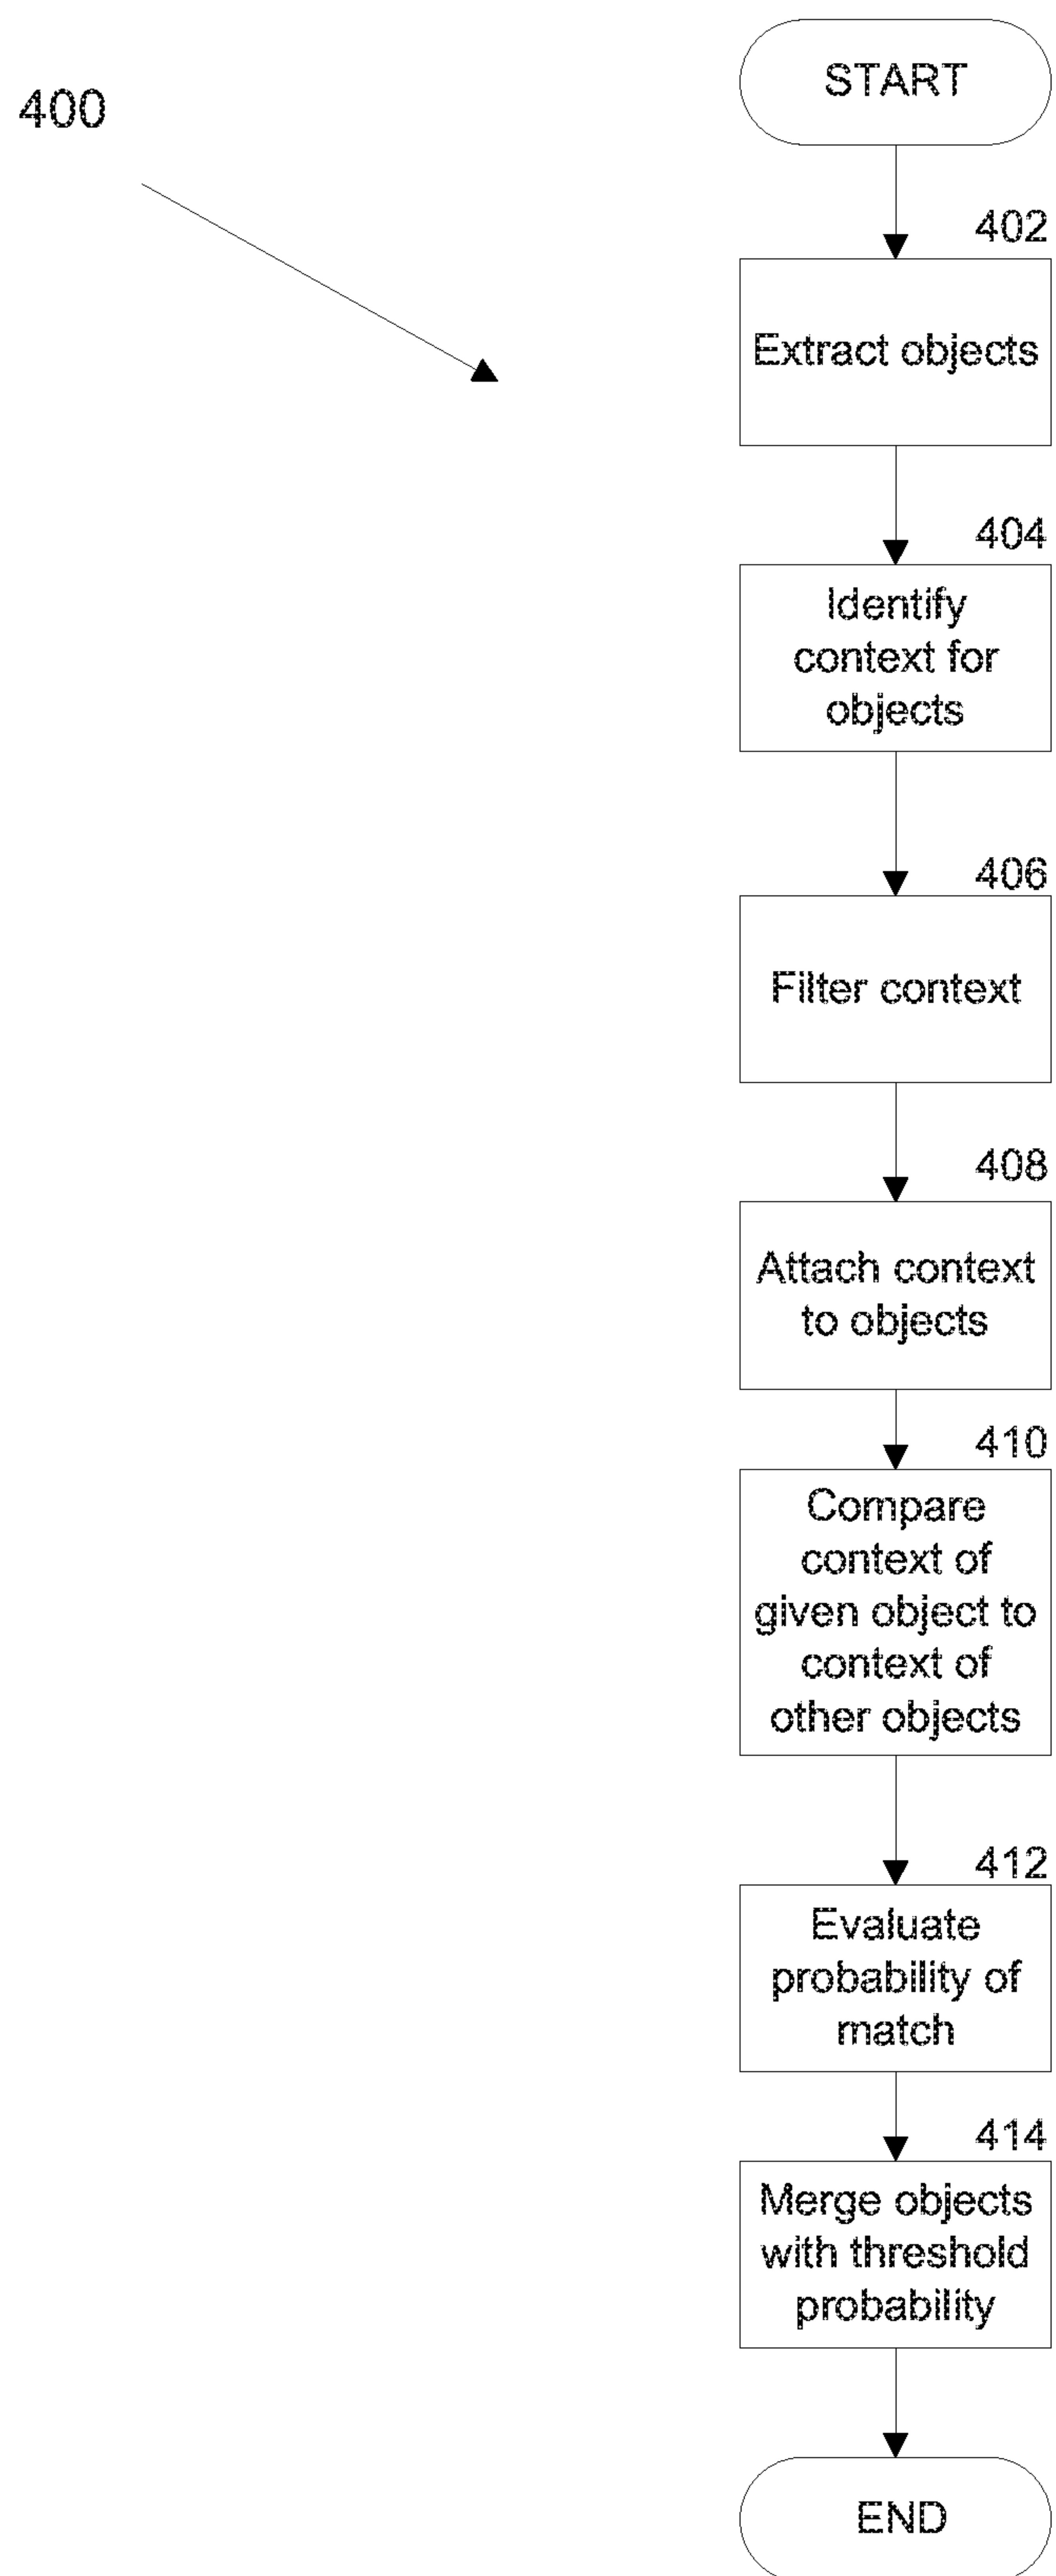 START
400
402
Extract objects
404
Identify
context for
objects
406
Filter context
408
Attach context
to objects
410
Compare
context of
given object to
context of
other objects
412
Evaluate
probability of
match
414
Merge objects
with threshold
probability
END